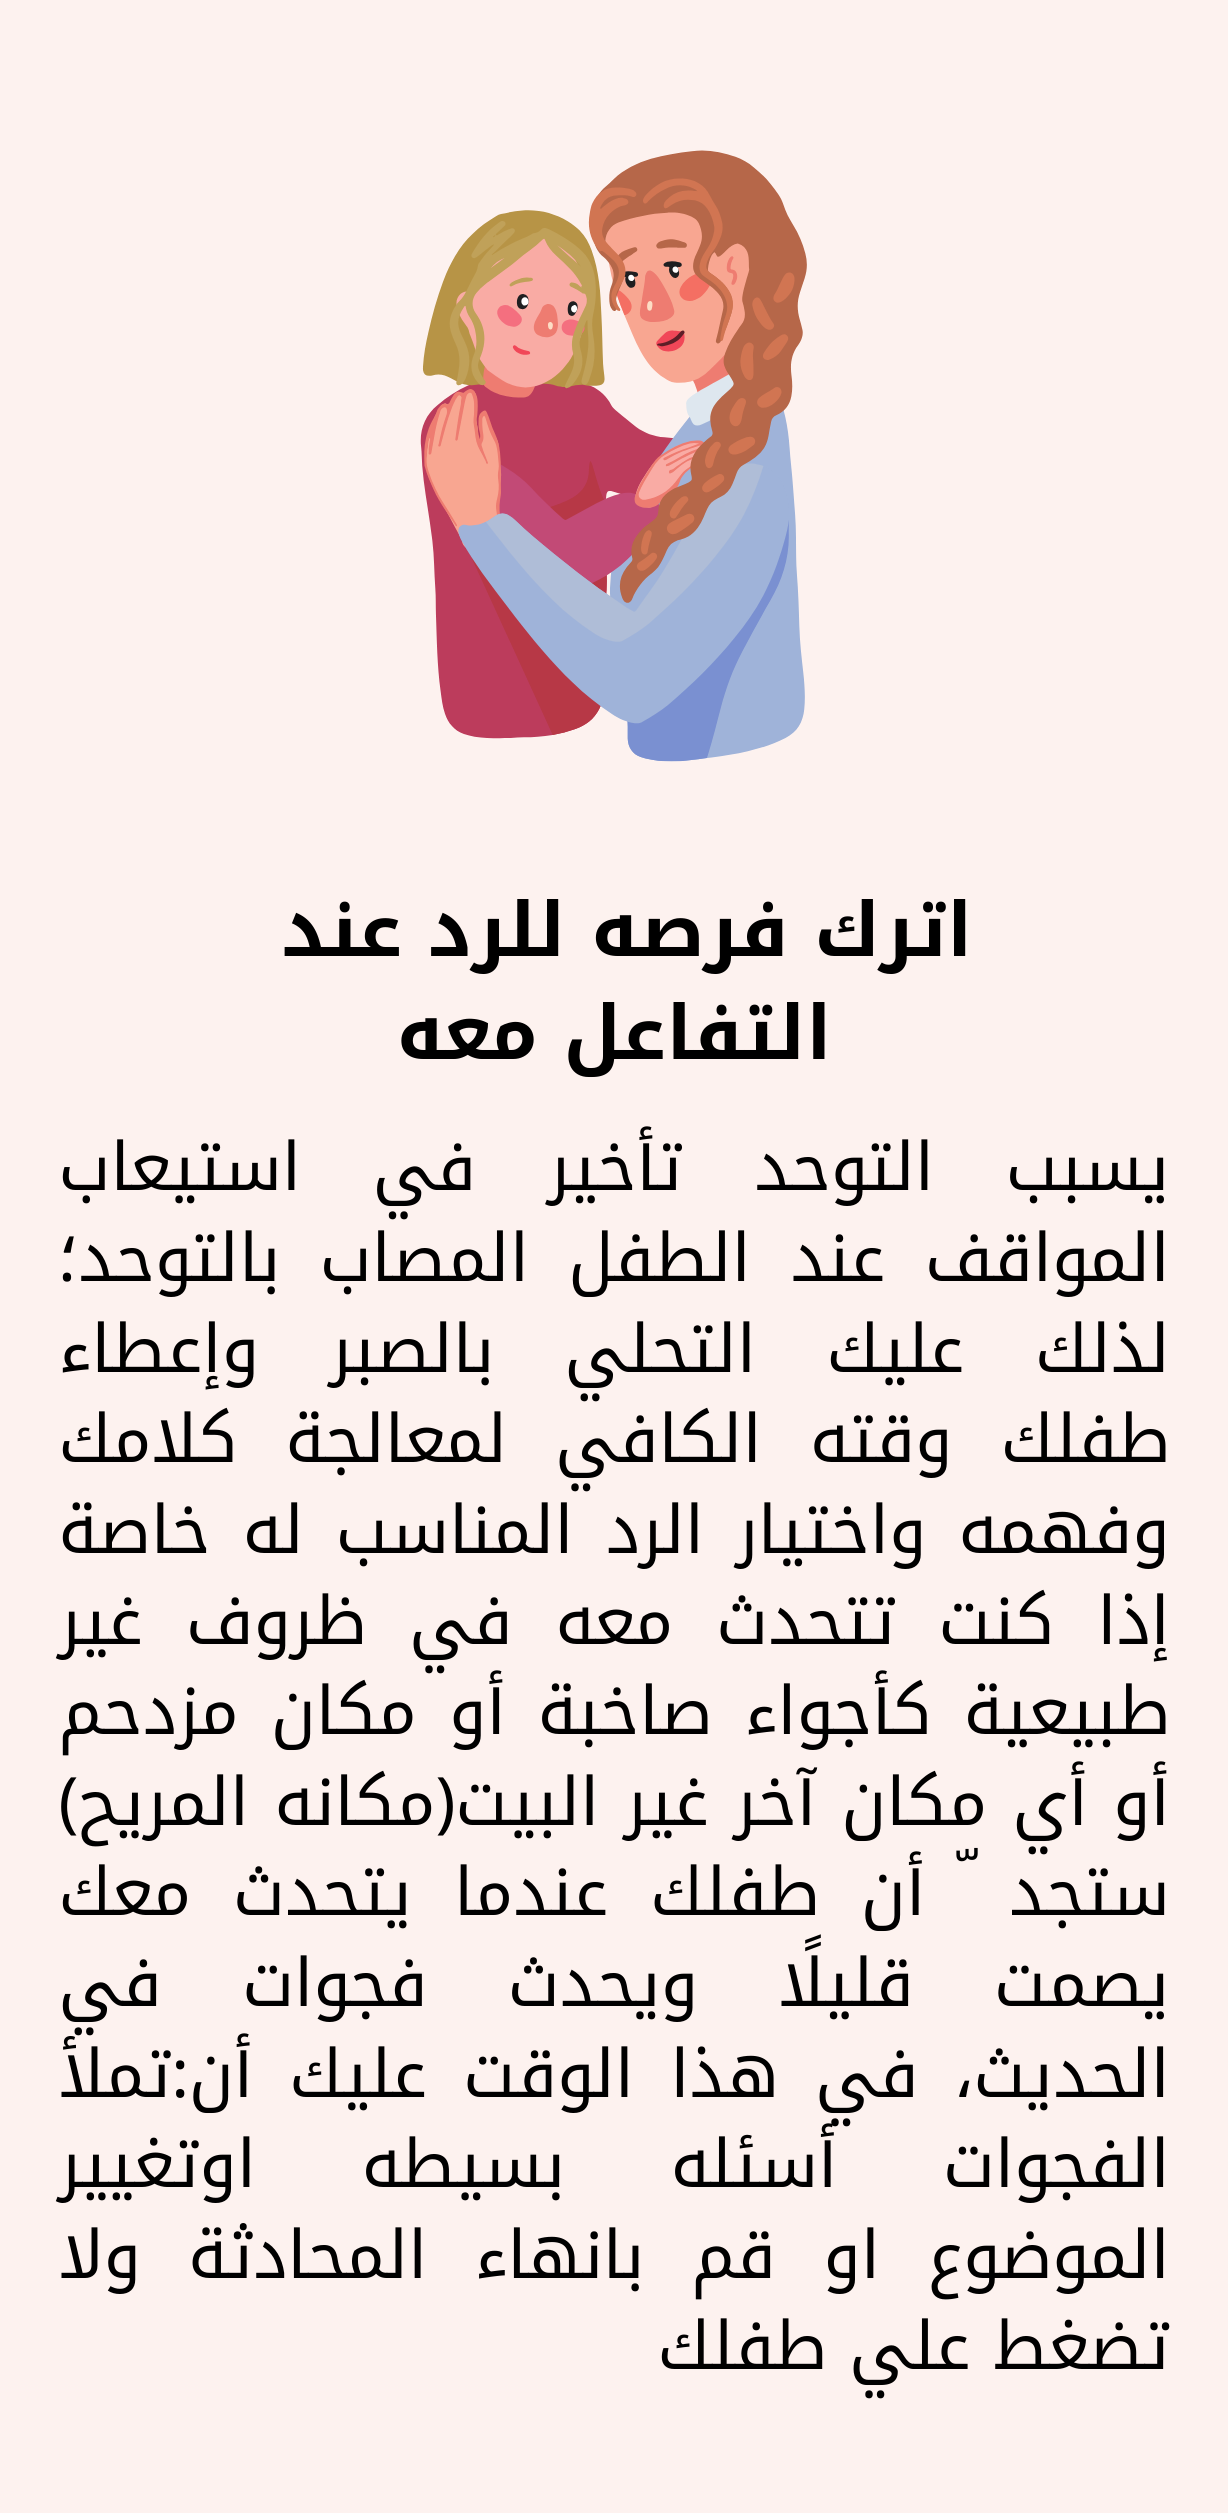 اترك فرصه للرد عند
التفاعل معه
يسبب التوحد تأخير في استيعاب
المواقف عند الطفل المصاب بالتوحد؛
لذلك عليك التحلي بالصبر وإعطاء
طفلك وقته الكافي لمعالجة كلامك
وفهمه واختيار الرد المناسب له خاصة
إذا كنت تتحدث معه في ظروف غير
طبيعية كأجواء صاخبة أو مكان مزدحم
أو أي مكان آخر غير البيت(مكانه المريح)
ستجد ّ أن طفلك عندما يتحدث معك
يصمت قليلًا ويحدث فجوات في
الحديث، في هذا الوقت عليك أن:تملأ
الفجوات أسئله بسيطه اوتغيير
الموضوع او قم بانهاء المحادثة ولا
تضغط علي طفلك